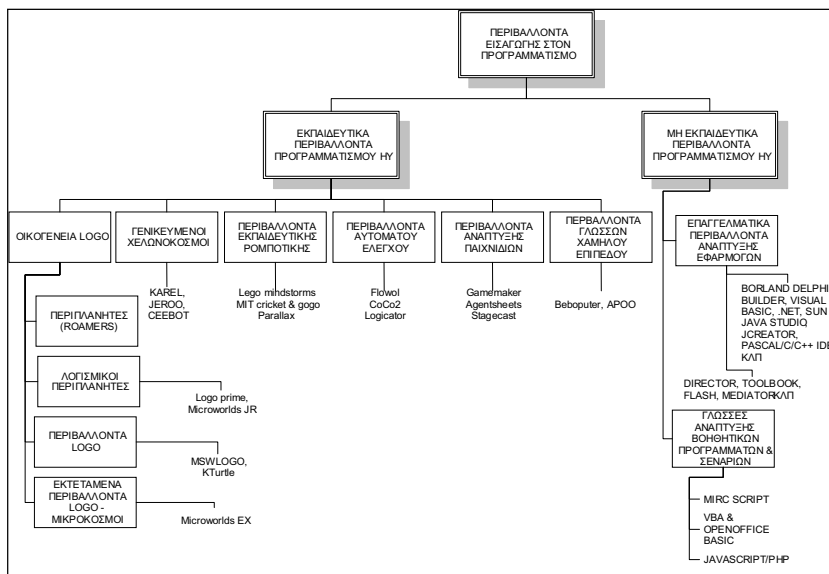 ΠΕΡΙΒΑΛΛΟΝΤΑ
ΕΙΣΑΓΩΓΗΣ ΣΤΟΝ
ΠΡΟΓΡΑΜΜΑΤΙΣΜΟ
ΕΚΠΑΙΔΕΥΤΙΚΑ
ΠΕΡΙΒΑΛΛΟΝΤΑ
ΠΡΟΓΡΑΜΜΑΤΙΣΜΟΥ ΗΥ
ΜΗ ΕΚΠΑΙΔΕΥΤΙΚΑ
ΠΕΡΙΒΑΛΛΟΝΤΑ
ΠΡΟΓΡΑΜΜΑΤΙΣΜΟΥ ΗΥ
ΟΙΚΟΓΕΝΕΙΑ LOGO
ΓΕΝΙΚΕΥΜΕΝΟΙ
ΧΕΛΩΝΟΚΟΣΜΟΙ
ΠΕΡΙΒΑΛΛΟΝΤΑ
ΕΚΠΑΙΔΕΥΤΙΚΗΣ
ΡΟΜΠΟΤΙΚΗΣ
ΠΕΡΙΒΑΛΛΟΝΤΑ
ΑΥΤΟΜΑΤΟΥ
ΕΛΕΓΧΟΥ
ΠΕΡΙΒΑΛΛΟΝΤΑ
ΑΝΑΠΤΥΞΗΣ
ΠΑΙΧΝΙΔΙΩΝ
ΠΕΡΒΑΛΛΟΝΤΑ
ΓΛΩΣΣΩΝ
ΧΑΜΗΛΟΥ
ΕΠΙΠΕΔΟΥ
ΕΠΑΓΓΕΛΜΑΤΙΚΑ
ΠΕΡΙΒΑΛΛΟΝΤΑ
ΑΝΑΠΤΥΞΗΣ
ΕΦΑΡΜΟΓΩΝ
KAREL,
JEROO,
CEEBOT
Lego mindstorms
MIT cricket & gogo
Parallax
Flowol
CoCo2
Logicator
Gamemaker
Agentsheets
Stagecast
Beboputer, APOO
BORLAND DELPHI
BUILDER, VISUAL
BASIC, .NET, SUN
JAVA STUDIO,
JCREATOR,
PASCAL/C/C++ IDE
ΚΛΠ
DIRECTOR, TOOLBOOK,
FLASH, MEDIATORΚΛΠ
ΠΕΡΙΠΛΑΝΗΤΕΣ
(ROAMERS)
ΛΟΓΙΣΜΙΚΟΙ
ΠΕΡΙΠΛΑΝΗΤΕΣ
Logo prime,
Microworlds JR
ΠΕΡΙΒΑΛΛΟΝΤΑ
LOGO
MSWLOGO,
KTurtle
ΕΚΤΕΤΑΜΕΝΑ
ΠΕΡΙΒΑΛΛΟΝΤΑ
LOGO -
ΜΙΚΡΟΚΟΣΜΟΙ
Microworlds EX
ΓΛΩΣΣΕΣ
ΑΝΑΠΤΥΞΗΣ
ΒΟΗΘΗΤΙΚΩΝ
ΠΡΟΓΡΑΜΜΑΤΩΝ &
ΣΕΝΑΡΙΩΝ
MIRC SCRIPT
VBA &
OPENOFFICE
BASIC
JAVASCRIPT/PHP